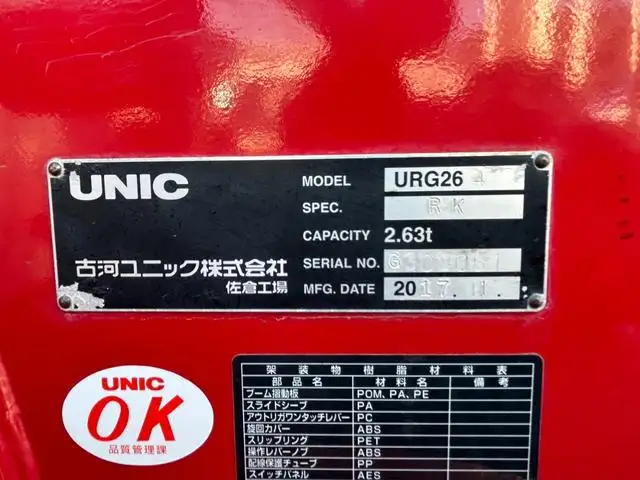 UNIC
MODEL URG26 4
SPEC. RK
CAPACITY 2.63t
SERIAL NO.
MFG. DATE 2017. 11.
古河ユニック株式会社
佐倉工場
UNIC
OK
品質管理課
架装物樹脂材料表
部品名 材料名 備考
ブーム摺動板 POM, PA, PE
スライドシーブ PA
アウトリガワンタッチレバー PC
旋回カバー ABS
スリップリング PET
操作レバーノブ ABS
配線保護チューブ PP
スイッチパネル AES